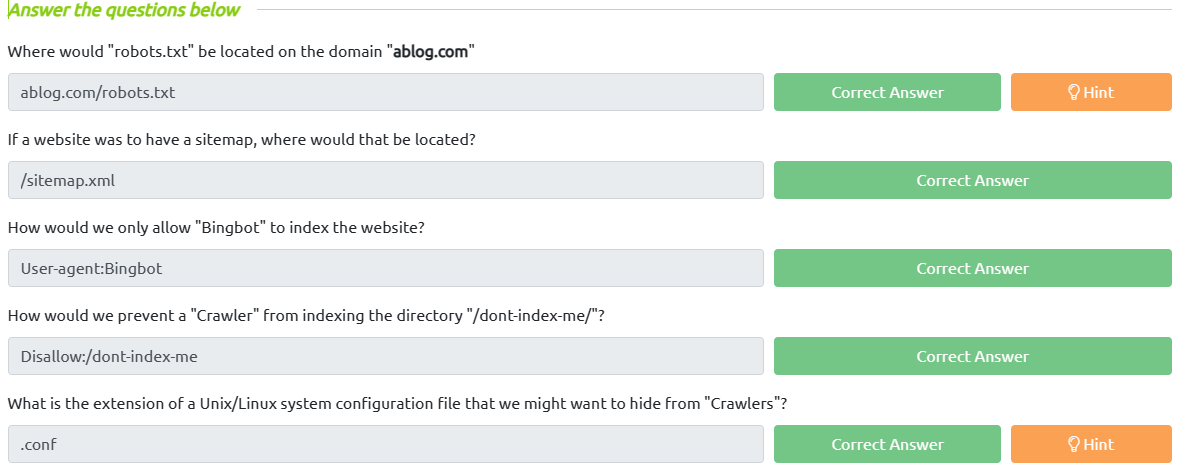 Answer the questions below
Where would "robots.txt" be located on the domain "ablog.com"
ablog.com/robots.txt
Correct Answer
Hint
If a website was to have a sitemap, where would that be located?
/sitemap.xml
Correct Answer
How would we only allow "Bingbot" to index the website?
User-agent:Bingbot
Correct Answer
How would we prevent a "Crawler" from indexing the directory "/dont-index-me/"?
Disallow:/dont-index-me
Correct Answer
What is the extension of a Unix/Linux system configuration file that we might want to hide from "Crawlers"?
.conf
Correct Answer
Hint